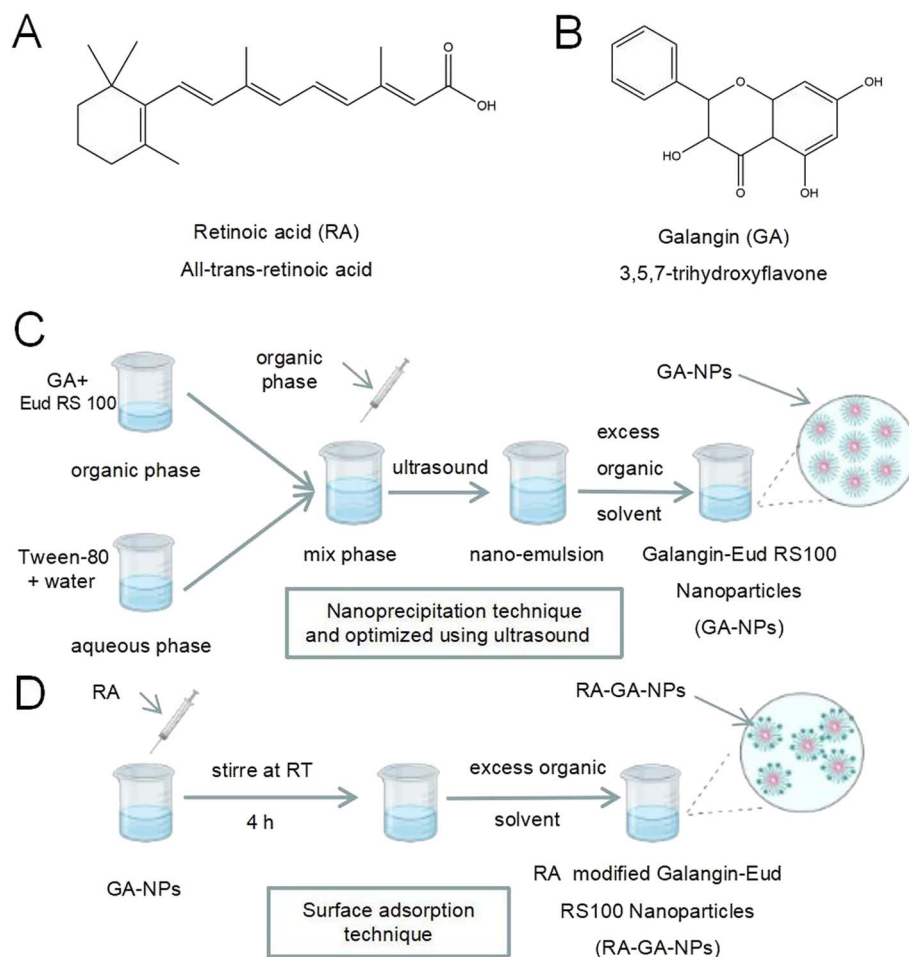 A
O
OH
Retinoic acid (RA)
All-trans-retinoic acid
B
O
OH
HO
O
OH
Galangin (GA)
3,5,7-trihydroxyflavone
C
GA+
Eud RS 100
organic phase
Tween-80
+ water
aqueous phase
organic
phase
mix phase
ultrasound
nano-emulsion
excess
organic
solvent
GA-NPs
Galangin-Eud RS100
Nanoparticles
(GA-NPs)
Nanoprecipitation technique
and optimized using ultrasound
D
RA
GA-NPs
stirre at RT
4 h
excess organic
solvent
RA-GA-NPs
RA modified Galangin-Eud
RS100 Nanoparticles
(RA-GA-NPs)
Surface adsorption
technique